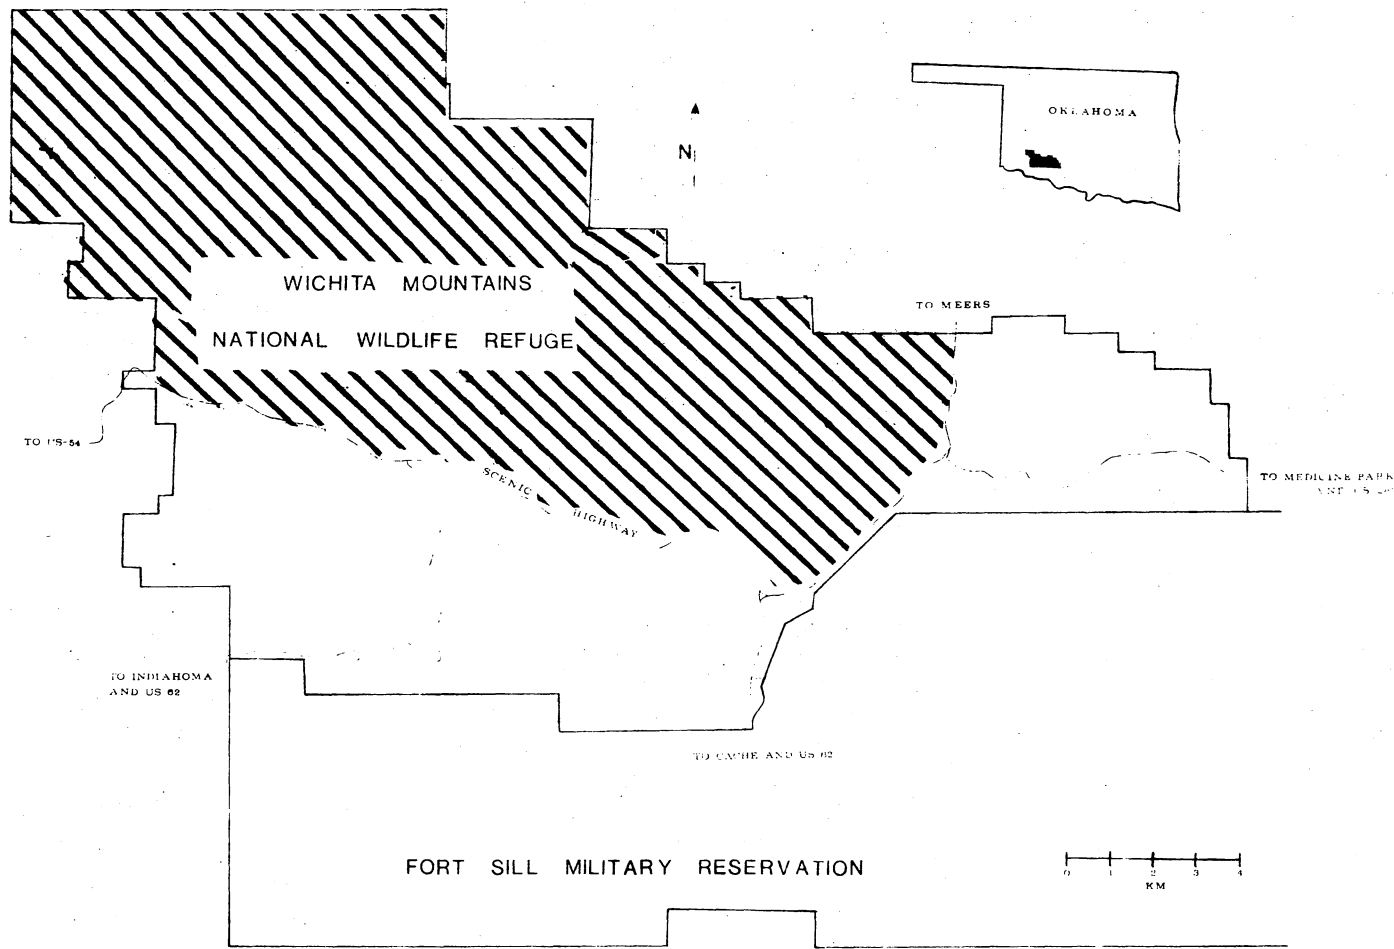 OKLAHOMA
N
WICHITA MOUNTAINS
NATIONAL WILDLIFE REFUGE
TO MEERS
TO US-54
SCENIC HIGHWAY
TO MEDICINE PARK
TO INDIAHOMA
AND US 62
TO CACHE AND US 62
FORT SILL MILITARY RESERVATION
0 1 2 3 4
KM